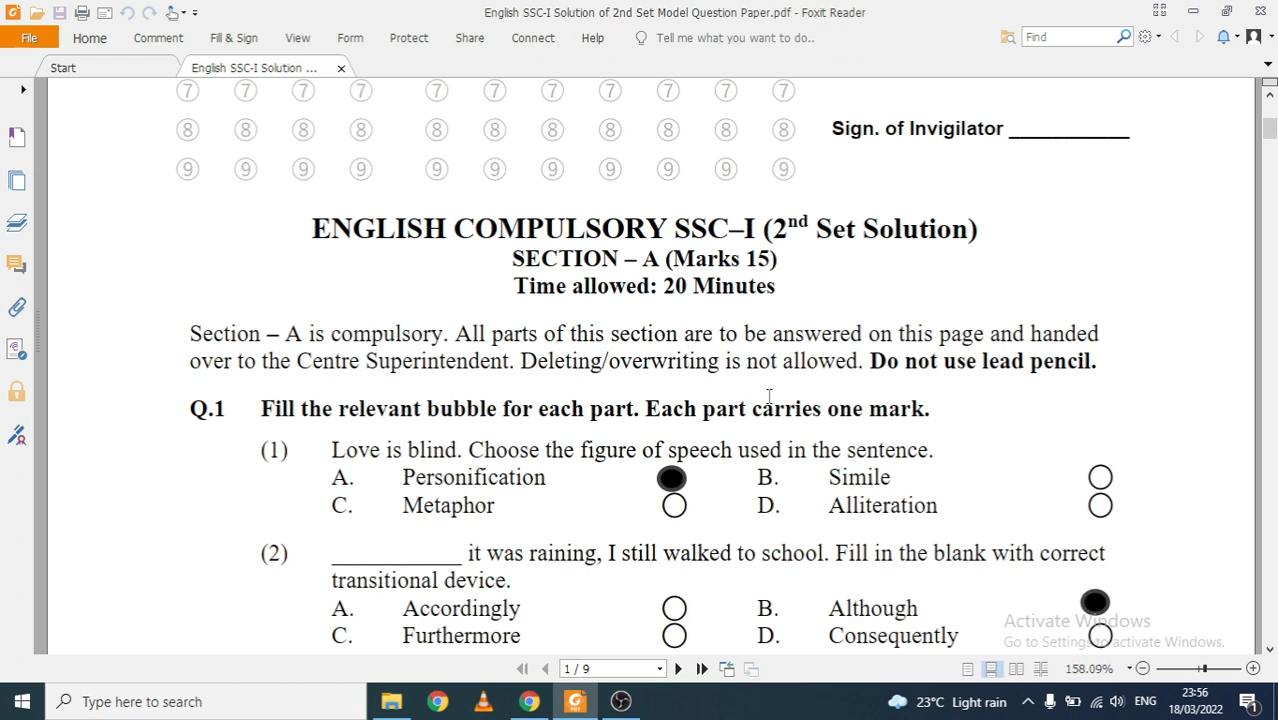 English SSC-I Solution of 2nd Set Model Question Paper.pdf - Foxit Reader
File Home Comment Fill & Sign View Form Protect Share Connect Help Tell me what you want to do.. Find
Start English SSC-I Solution ...
7 7 7 7 7 7 7 7 7 7 7
8 8 8 8 8 8 8 8 8 8 8
Sign. of Invigilator ___________
9 9 9 9 9 9 9 9 9 9 9
ENGLISH COMPULSORY SSC–I (2nd Set Solution)
SECTION – A (Marks 15)
Time allowed: 20 Minutes
Section – A is compulsory. All parts of this section are to be answered on this page and handed
over to the Centre Superintendent. Deleting/overwriting is not allowed. Do not use lead pencil.
Q.1 Fill the relevant bubble for each part. Each part carries one mark.
(1) Love is blind. Choose the figure of speech used in the sentence.
A. Personification B. Simile
C. Metaphor D. Alliteration
(2) ____________ it was raining, I still walked to school. Fill in the blank with correct
transitional device.
A. Accordingly B. Although
C. Furthermore D. Consequently
Activate Windows
Go to Settings to activate Windows.
1 / 9 158.09%
Type here to search 23°C Light rain ENG 23:56
18/03/2022 1